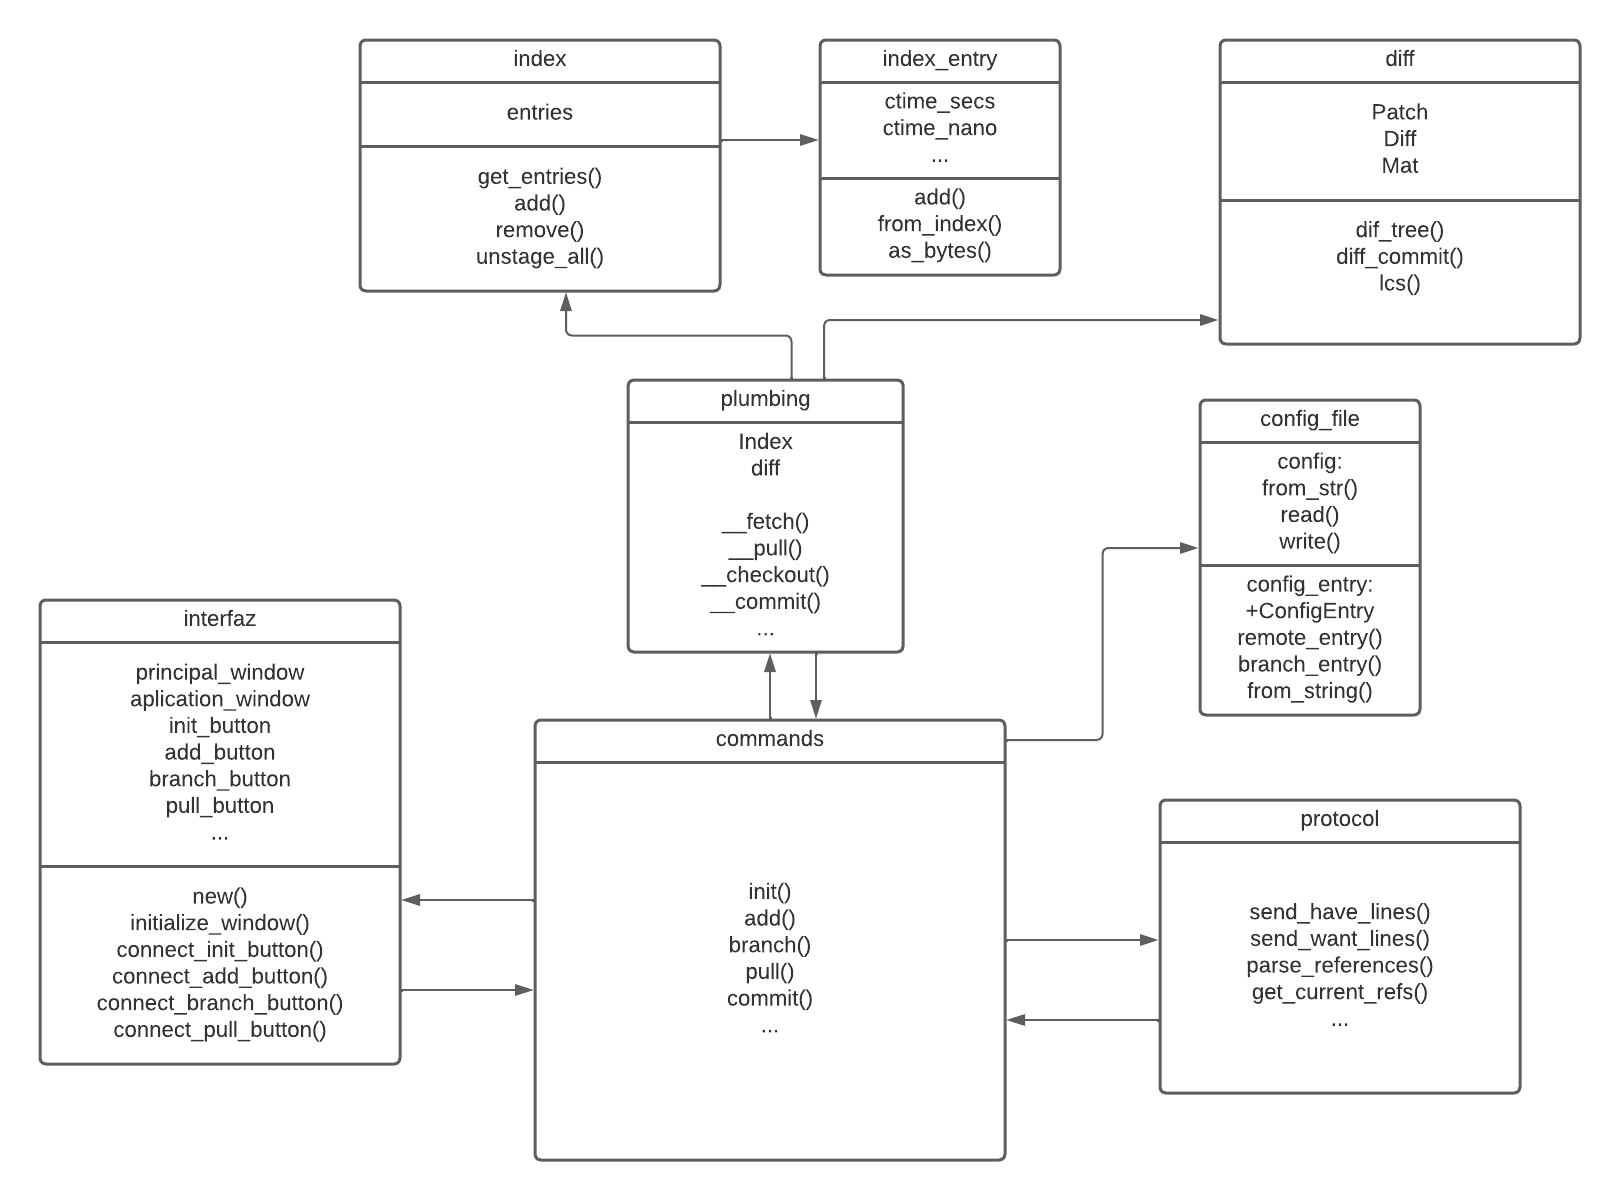 index
entries
get_entries()
add()
remove()
unstage_all()
index_entry
ctime_secs
ctime_nano
...
add()
from_index()
as_bytes()
diff
Patch
Diff
Mat
dif_tree()
diff_commit()
lcs()
plumbing
Index
diff
__fetch()
__pull()
__checkout()
__commit()
...
config_file
config:
from_str()
read()
write()
config_entry:
+ConfigEntry
remote_entry()
branch_entry()
from_string()
interfaz
principal_window
aplication_window
init_button
add_button
branch_button
pull_button
...
new()
initialize_window()
connect_init_button()
connect_add_button()
connect_branch_button()
connect_pull_button()
commands
init()
add()
branch()
pull()
commit()
...
protocol
send_have_lines()
send_want_lines()
parse_references()
get_current_refs()
...